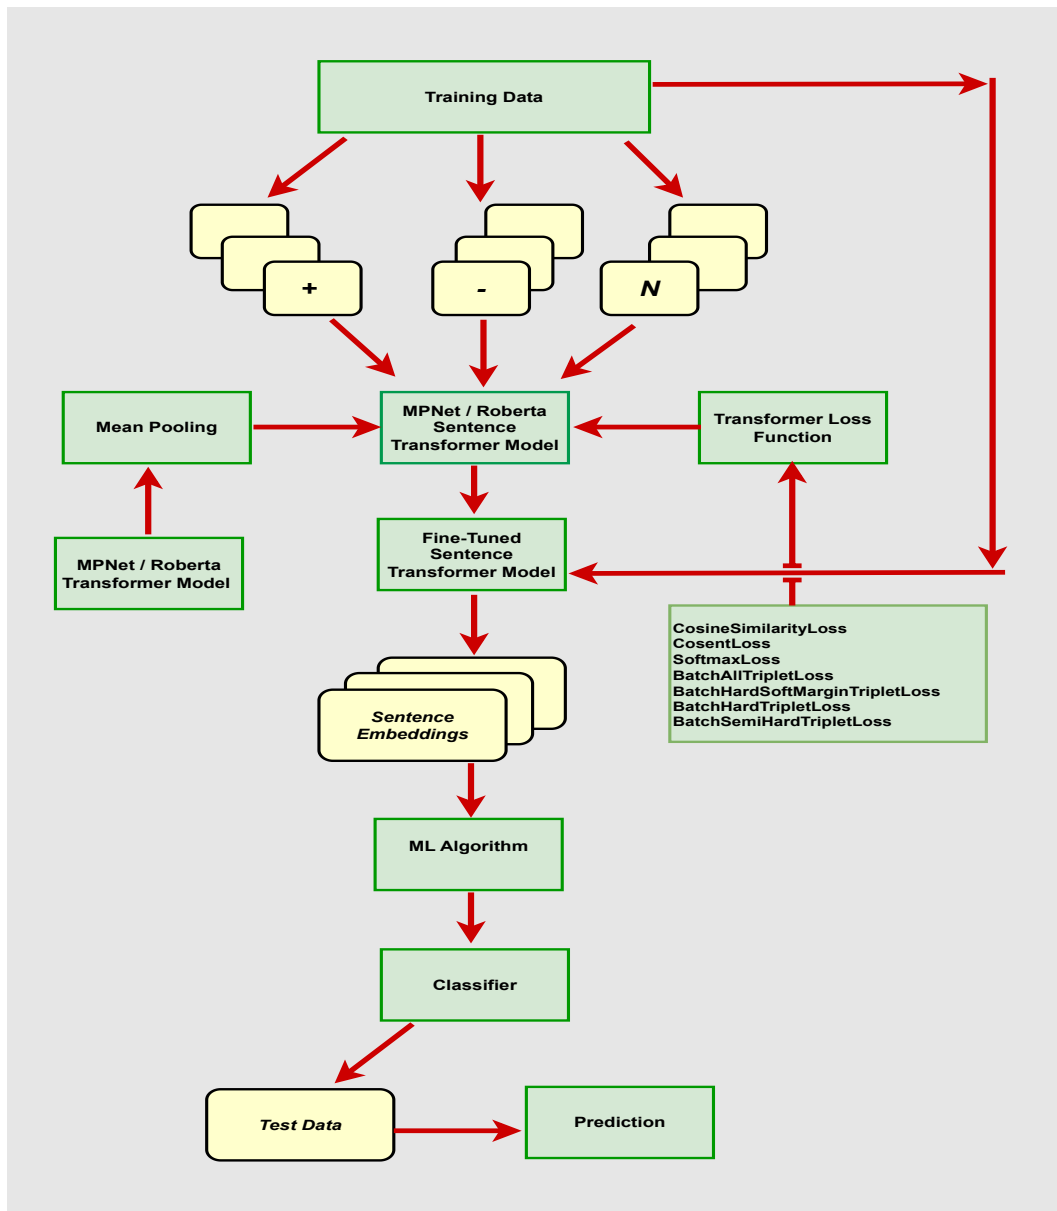 Training Data
+
-
N
Mean Pooling
MPNet / Roberta
Sentence
Transformer Model
Transformer Loss
Function
MPNet / Roberta
Transformer Model
Fine-Tuned
Sentence
Transformer Model
CosineSimilarityLoss
CosentLoss
SoftmaxLoss
BatchAllTripletLoss
BatchHardSoftMarginTripletLoss
BatchHardTripletLoss
BatchSemiHardTripletLoss
Sentence
Embeddings
ML Algorithm
Classifier
Test Data
Prediction